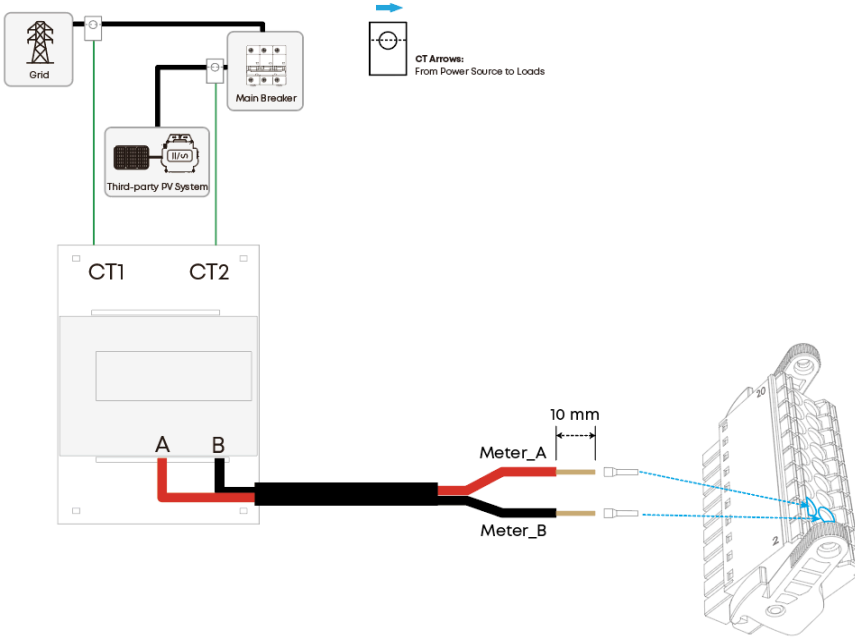 Grid
Main Breaker
CT Arrows:
From Power Source to Loads
Third-party PV System
CT1
CT2
A
B
10 mm
Meter_A
Meter_B
20
2